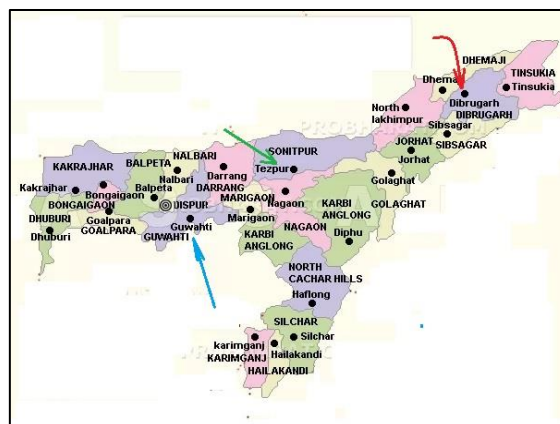 DHEMAJI
Dhemaji
TINSUKIA
Tinsukia
Dibrugarh
DIBRUGARH
North
lakhimpur
Sibsagar
SIBSAGAR
JORHAT
Jorhat
SONITPUR
Tezpur
NALBARI
BALPETA
Nalbari
Darrang
DARRANG
KAKRAJHAR
Kakrajhar
Bongaigaon
BONGAIGAON
Balpeta
DISPUR
MARIGAON
Marigaon
Nagaon
NAGAON
Golaghat
GOLAGHAT
KARBI
ANGLONG
Diphu
DHUBURI
Dhuburi
Goalpara
GOALPARA
Guwahti
GUWAHTI
KARBI
ANGLONG
NORTH
CACHAR HILLS
Haflong
SILCHAR
Silchar
karimganj
KARIMGANJ
Hailakandi
HAILAKANDI